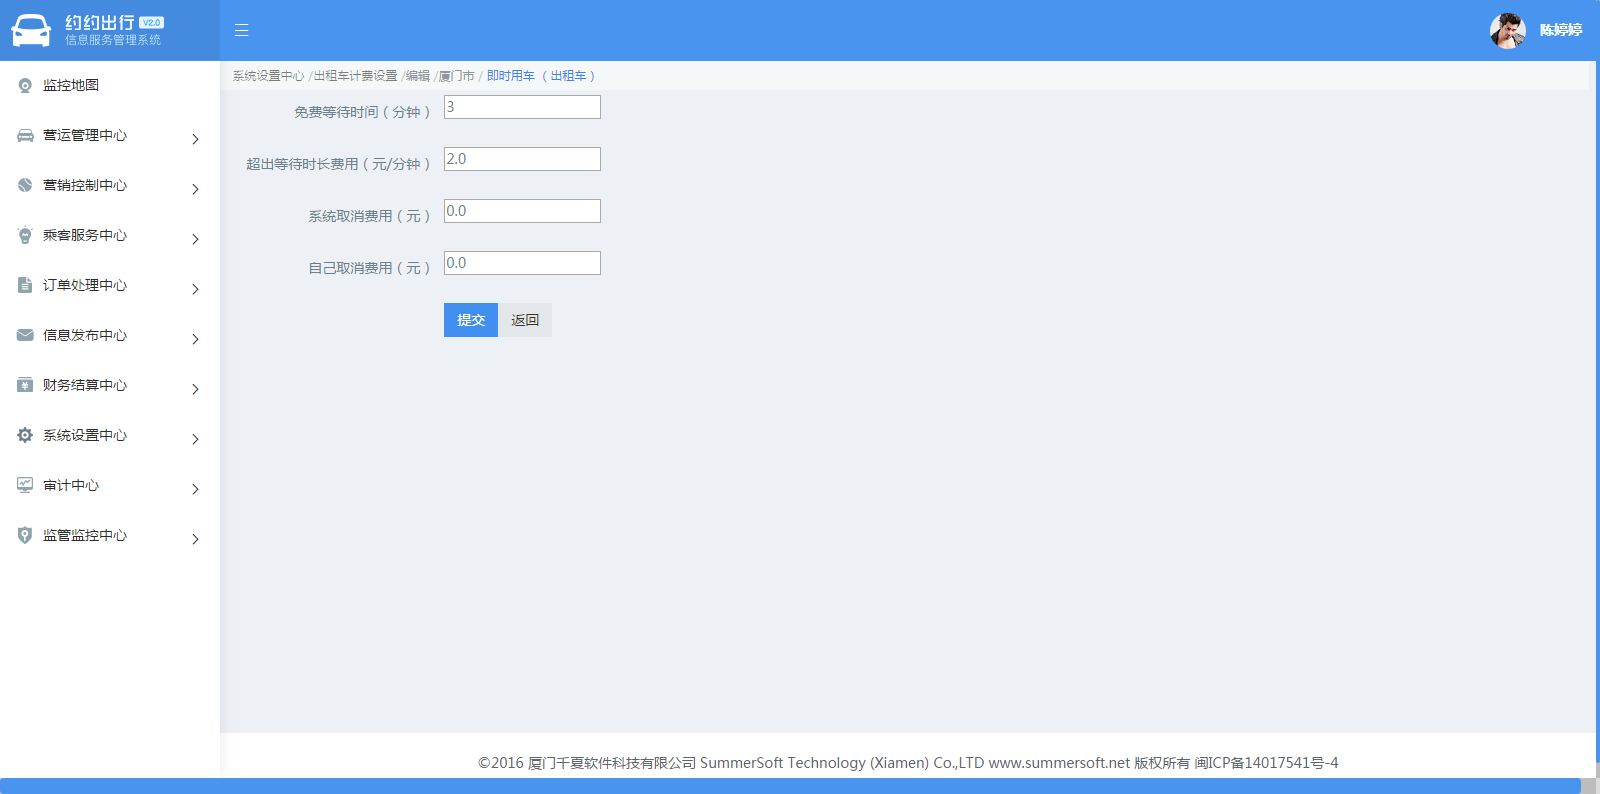 约约出行 V2.0
信息服务管理系统
陈婷婷
监控地图
营运管理中心
营销控制中心
乘客服务中心
订单处理中心
信息发布中心
财务结算中心
系统设置中心
审计中心
监管监控中心
系统设置中心 /出租车计费设置 /编辑 /厦门市 / 即时用车 （出租车）
免费等待时间（分钟） 3
超出等待时长费用（元/分钟） 2.0
系统取消费用（元） 0.0
自己取消费用（元） 0.0
提交 返回
©2016 厦门千夏软件科技有限公司 SummerSoft Technology (Xiamen) Co.,LTD www.summersoft.net 版权所有 闽ICP备14017541号-4